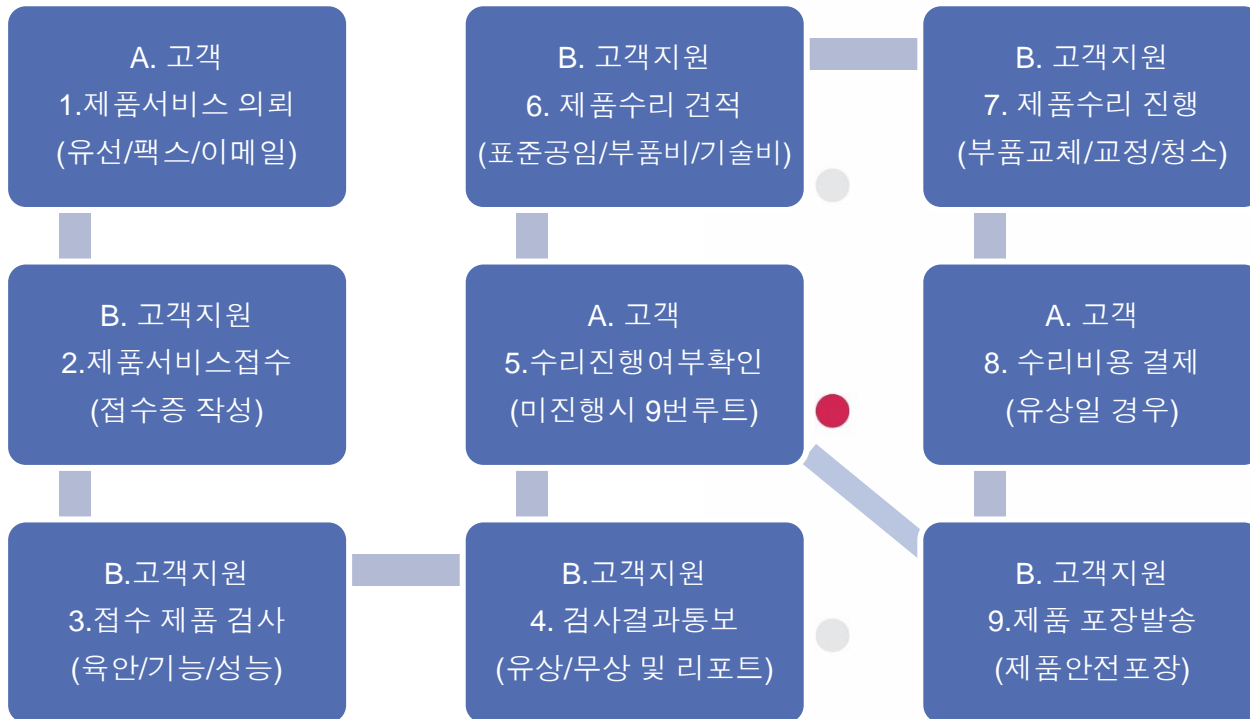 A. 고객
1.제품서비스 의뢰
(유선/팩스/이메일)
B. 고객지원
2.제품서비스접수
(접수증 작성)
B.고객지원
3.접수 제품 검사
(육안/기능/성능)
B.고객지원
4. 검사결과통보
(유상/무상 및 리포트)
A. 고객
5.수리진행여부확인
(미진행시 9번루트)
B. 고객지원
6. 제품수리 견적
(표준공임/부품비/기술비)
B. 고객지원
7. 제품수리 진행
(부품교체/교정/청소)
A. 고객
8. 수리비용 결제
(유상일 경우)
B. 고객지원
9.제품 포장발송
(제품안전포장)